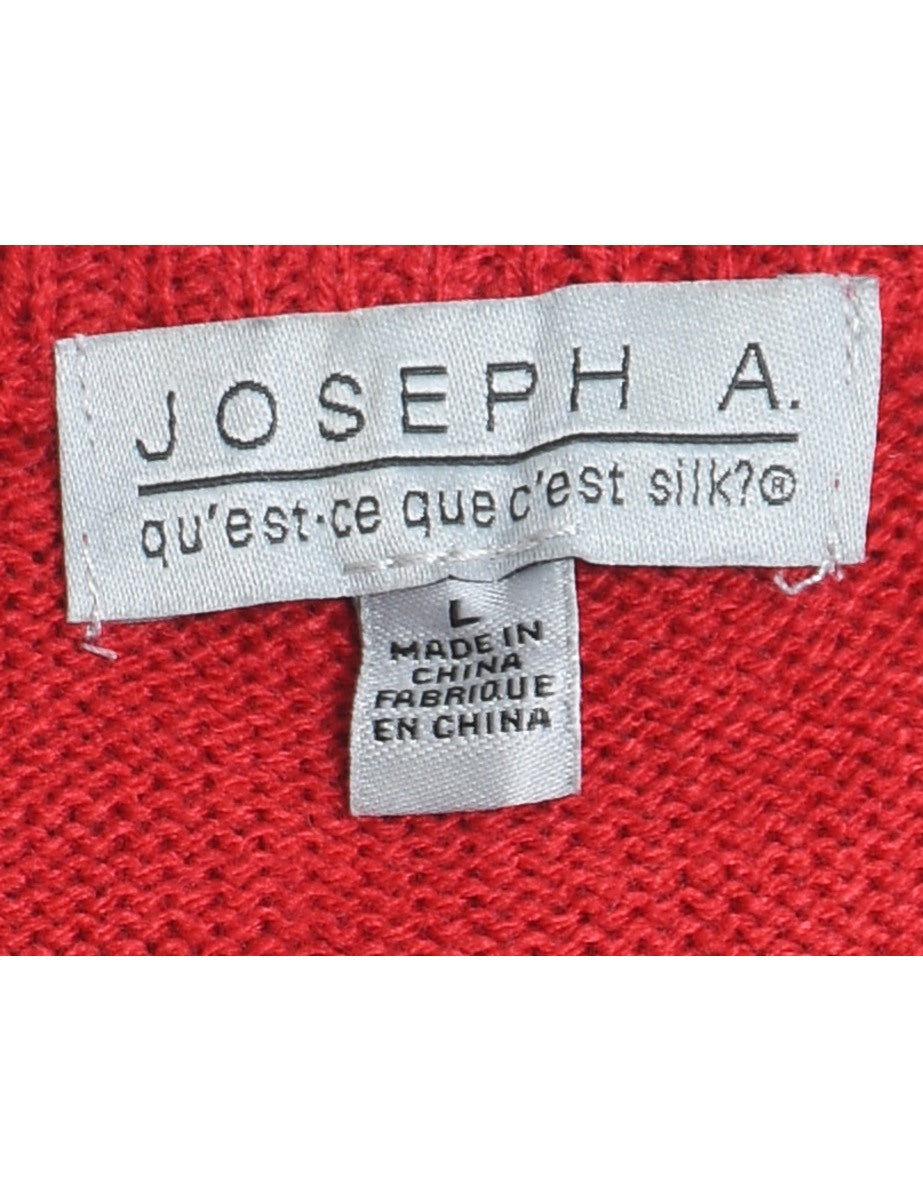 JOSEPH A.
qu'est-ce que c'est silk?®
L
MADE IN
CHINA
FABRIQUE
EN CHINA